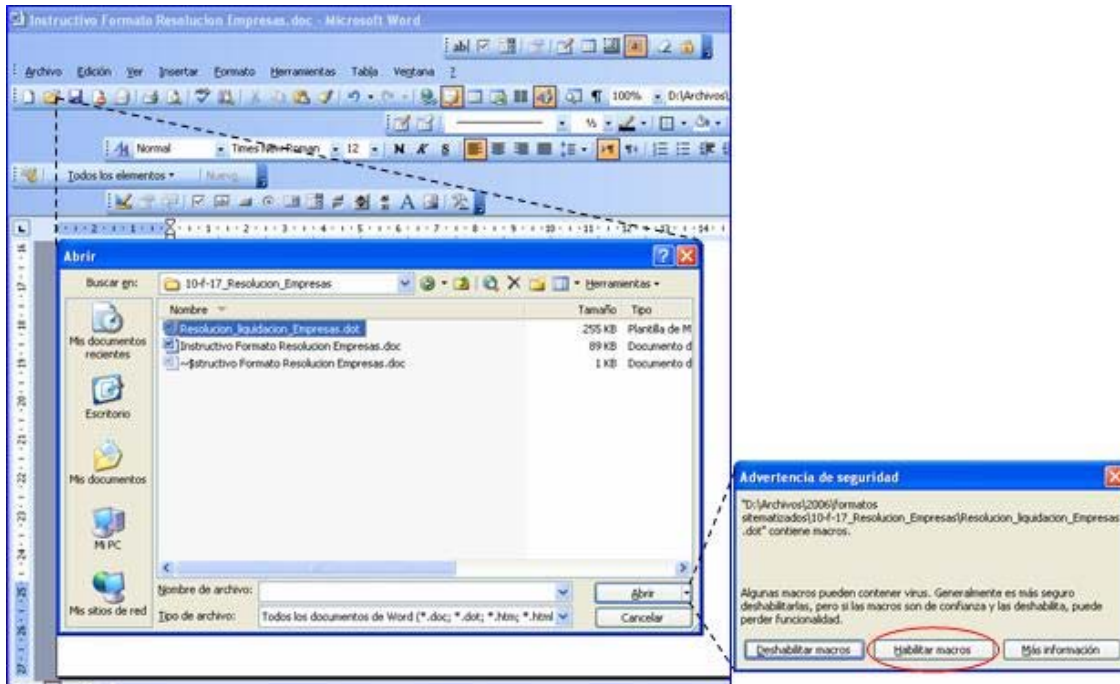 Instructivo Formato Resolucion Empresas.doc - Microsoft Word
Archivo Edición Ver Insertar Formato Herramientas Tabla Ventana ?
100% D:\Archivos\
Normal Times New Roman 12 N K S
Todos los elementos Nuevo
Abrir
Buscar en: 10-f-17_Resolucion_Empresas Herramientas
Nombre Tamaño Tipo
Resolucion_liquidacion_Empresas.dot 255 KB Plantilla de M
Instructivo Formato Resolucion Empresas.doc 89 KB Documento d
~$structivo Formato Resolucion Empresas.doc 1 KB Documento d
Mis documentos
recientes
Escritorio
Mis documentos
Mi PC
Mis sitios de red
Nombre de archivo: Abrir
Tipo de archivo: Todos los documentos de Word (*.doc; *.dot; *.htm; *.html Cancelar
Advertencia de seguridad
"D:\Archivos\2006\formatos
sitematizados\10-f-17_Resolucion_Empresas\Resolucion_liquidacion_Empresas
.dot" contiene macros.
Algunas macros pueden contener virus. Generalmente es más seguro
deshabilitarlas, pero si las macros son de confianza y las deshabilita, puede
perder funcionalidad.
Deshabilitar macros Habilitar macros Más información